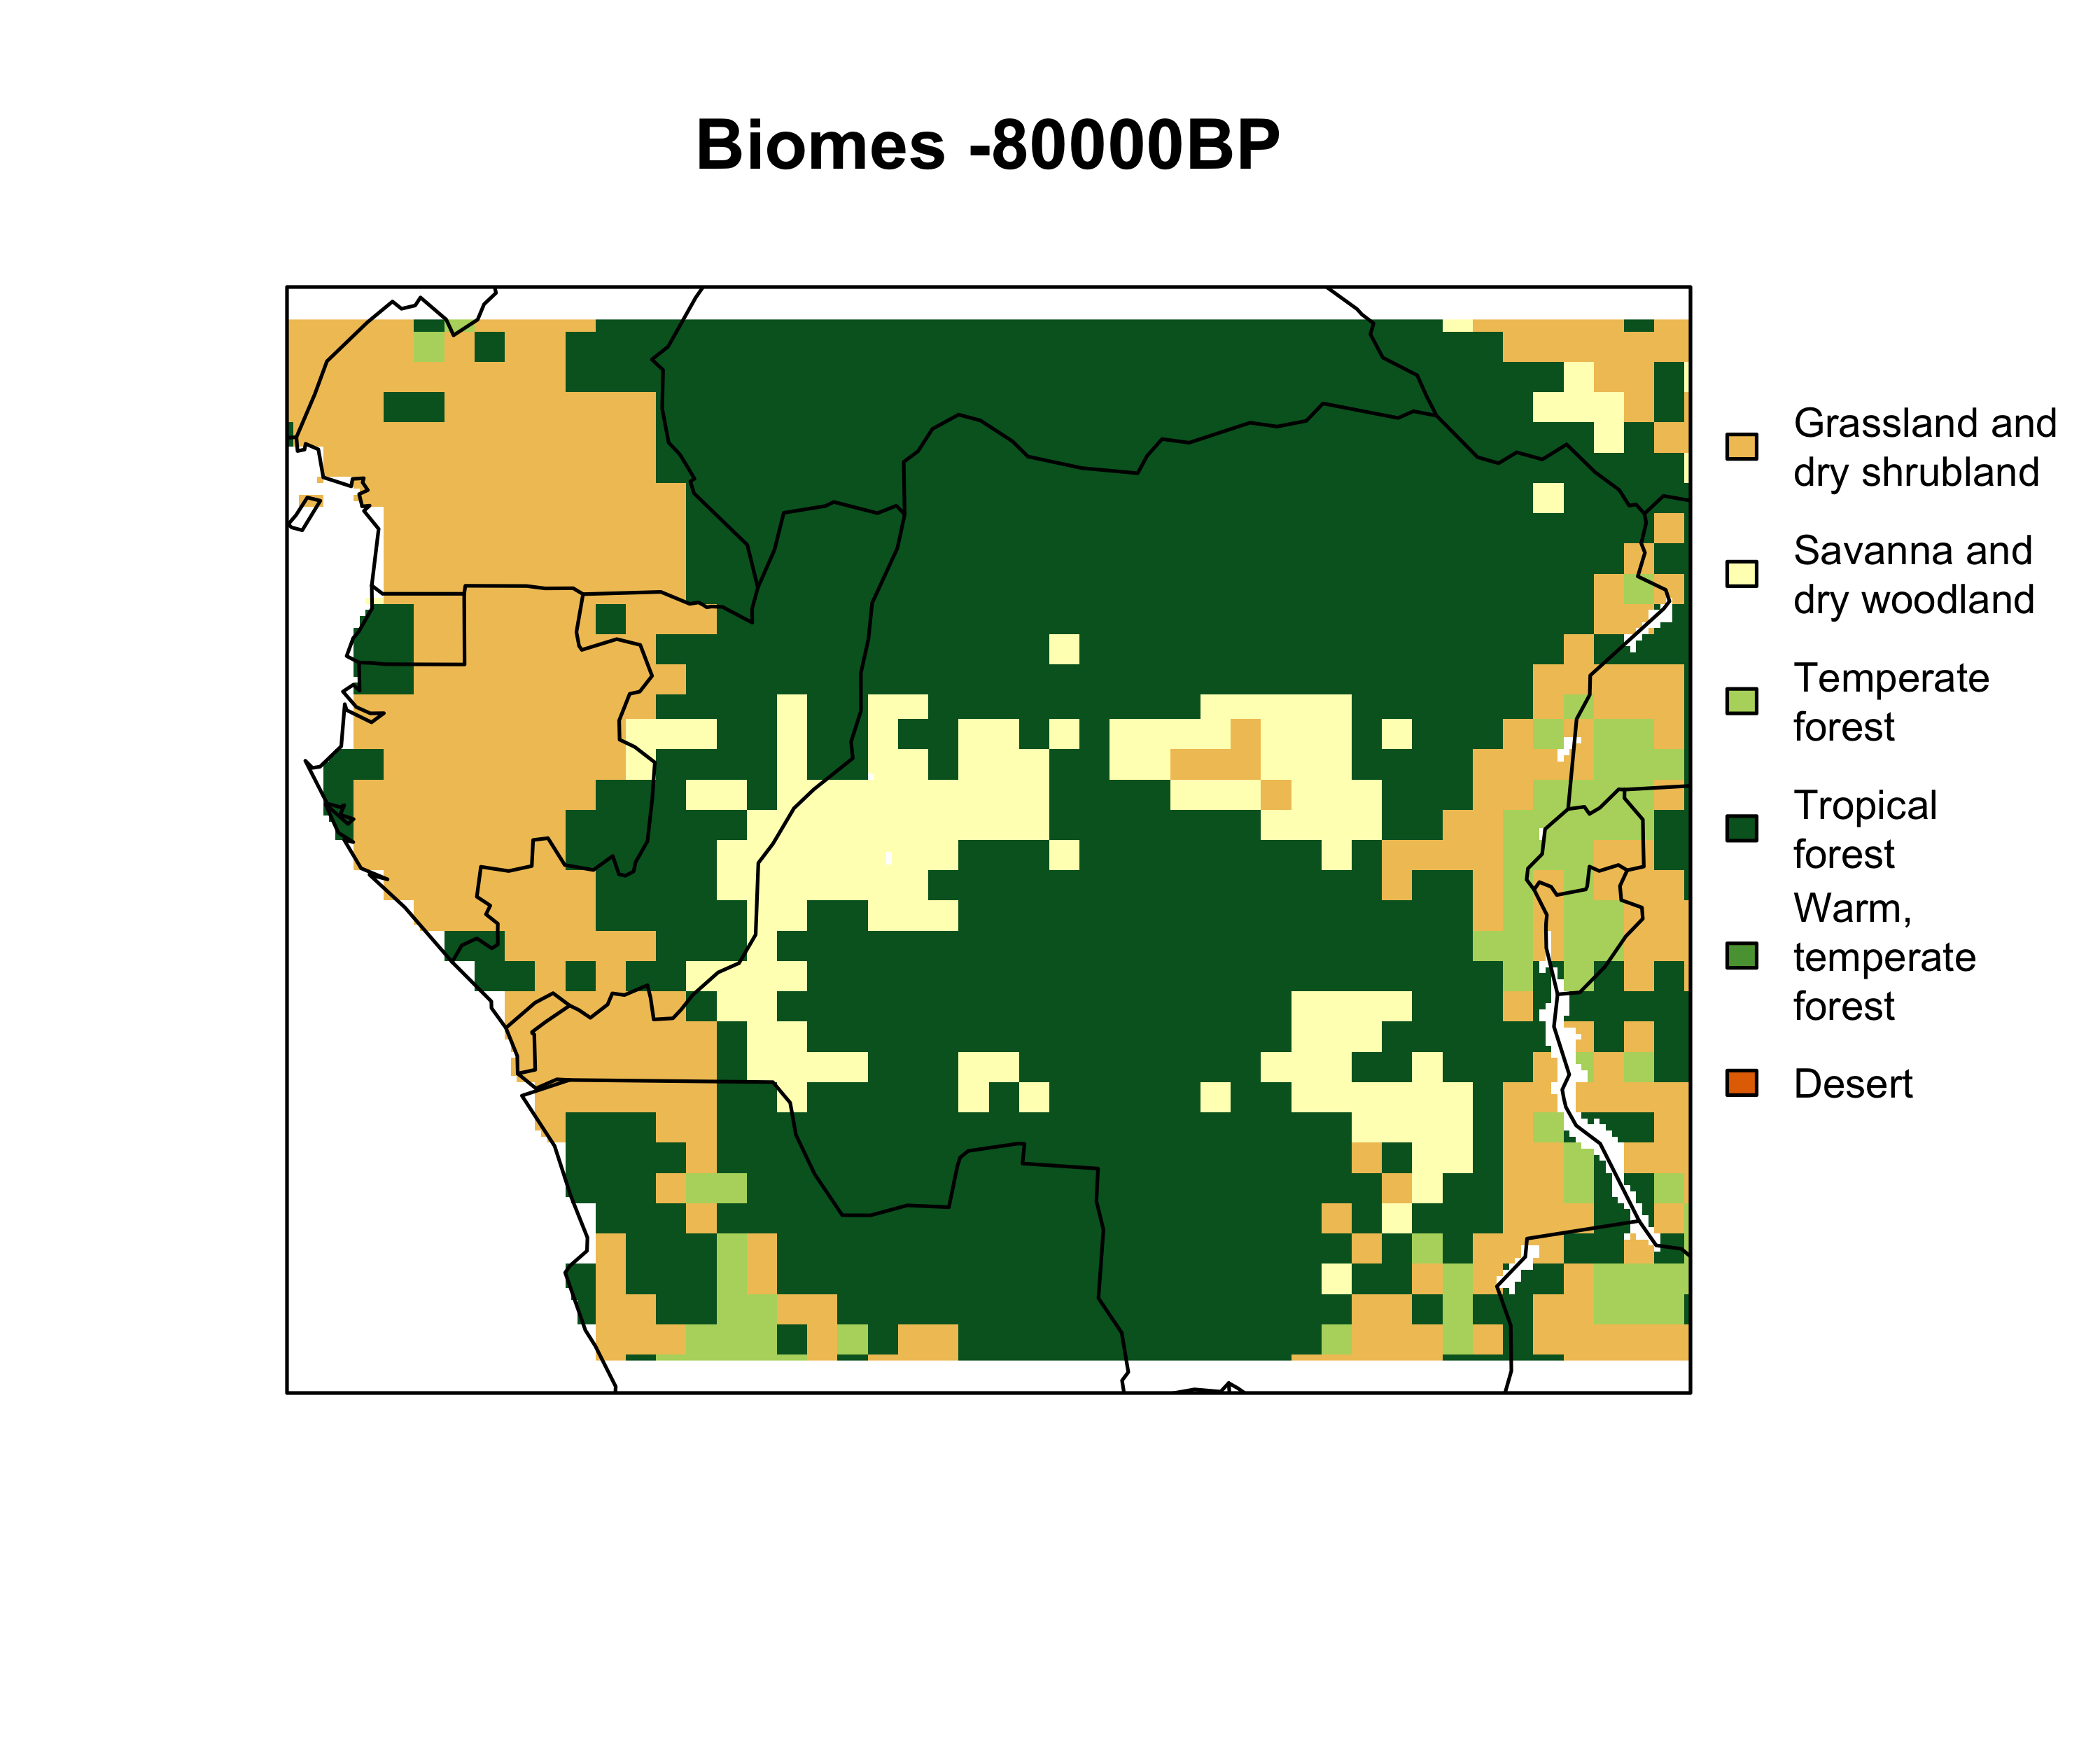 Biomes -80000BP
Grassland and
dry shrubland
Savanna and
dry woodland
Temperate
forest
Tropical
forest
Warm,
temperate
forest
Desert